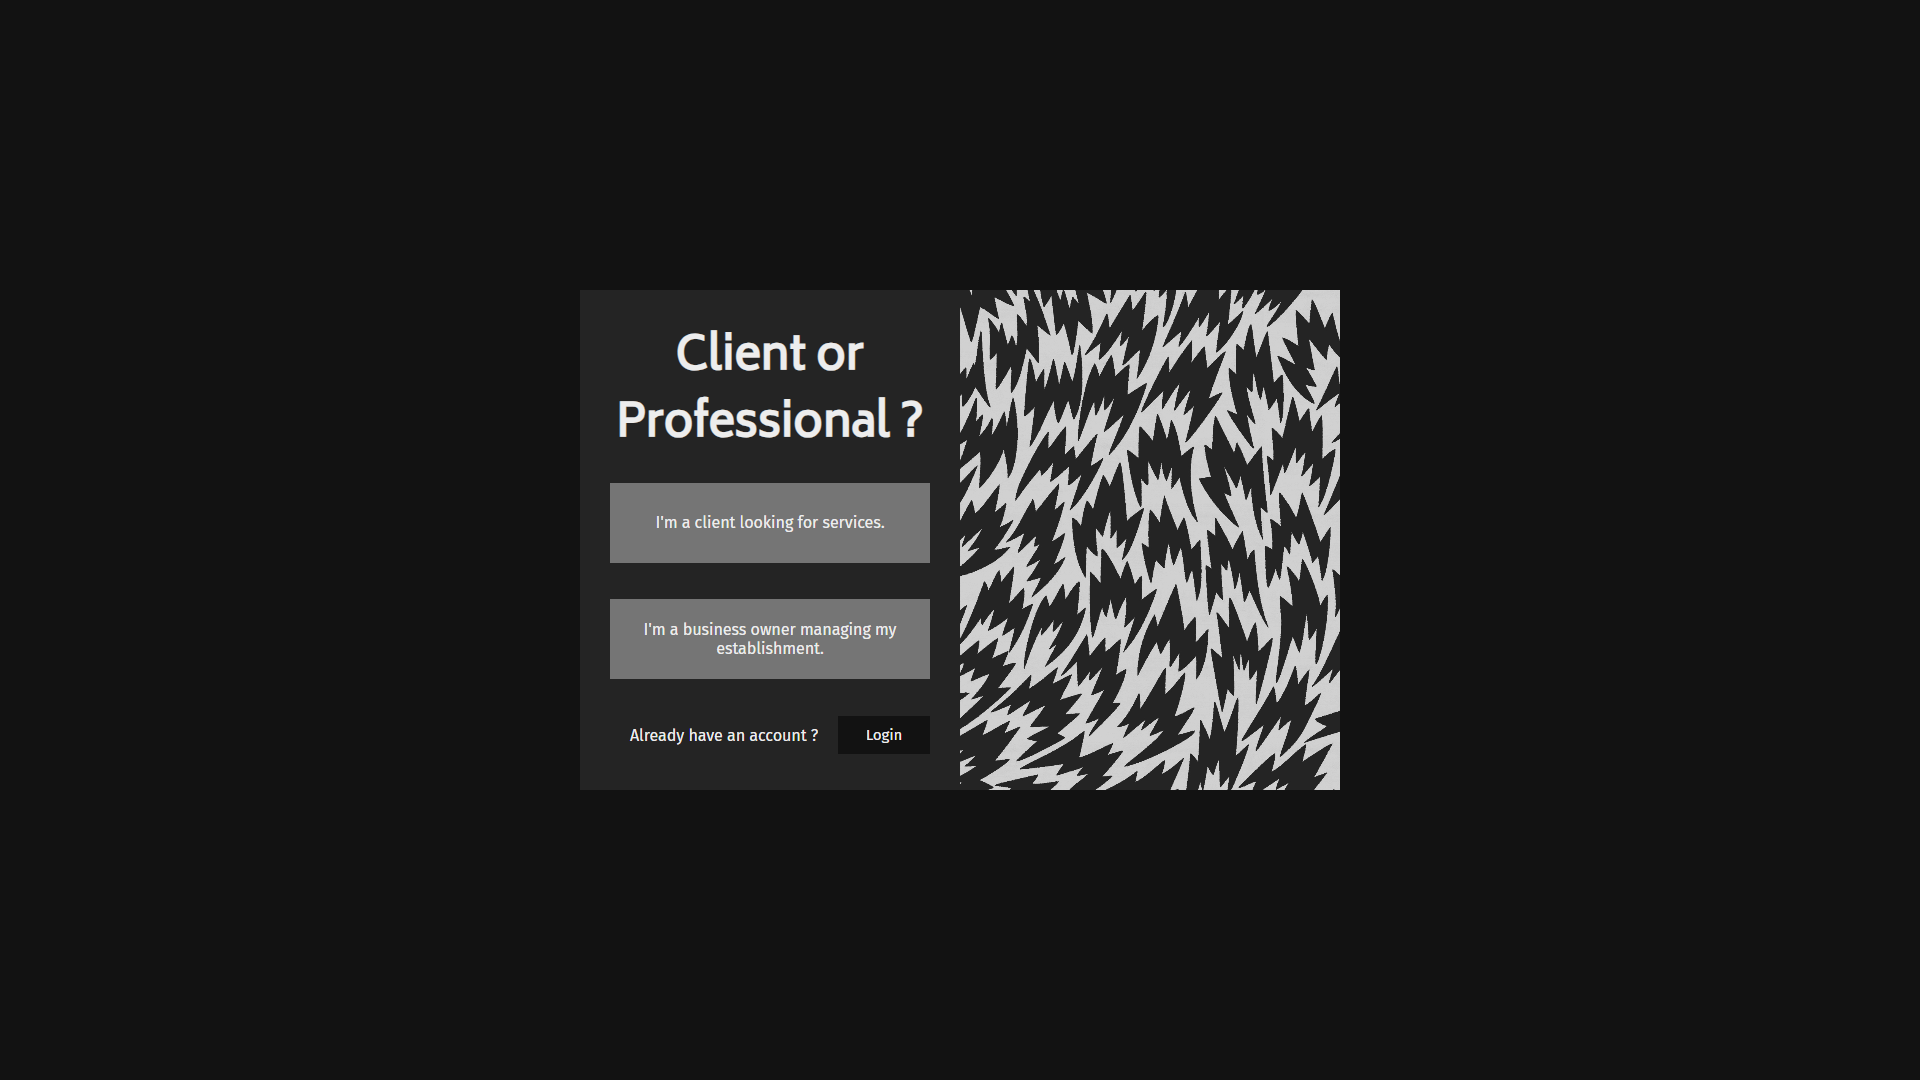 Client or
Professional ?
I'm a client looking for services.
I'm a business owner managing my
establishment.
Already have an account ?
Login